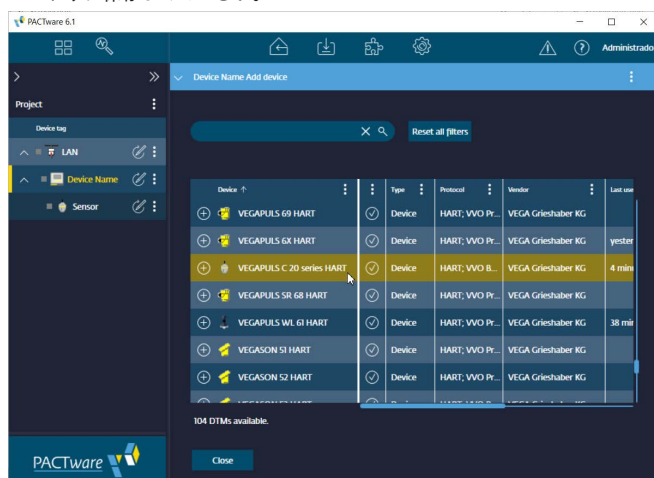 PACTware 6.1
Administrado
Device Name Add device
Project
Device tag
LAN
Device Name
Sensor
Reset all filters
Device Type Protocol Vendor Last use
VEGAPULS 69 HART Device HART; VVO Pr... VEGA Grieshaber KG
VEGAPULS 6X HART Device HART; VVO Pr... VEGA Grieshaber KG yester
VEGAPULS C 20 series HART Device HART; VVO B... VEGA Grieshaber KG 4 minu
VEGAPULS SR 68 HART Device HART; VVO Pr... VEGA Grieshaber KG
VEGAPULS WL 61 HART Device HART; VVO Pr... VEGA Grieshaber KG 38 min
VEGASON 51 HART Device HART; VVO Pr... VEGA Grieshaber KG
VEGASON 52 HART Device HART; VVO Pr... VEGA Grieshaber KG
104 DTMs available.
Close
PACTware